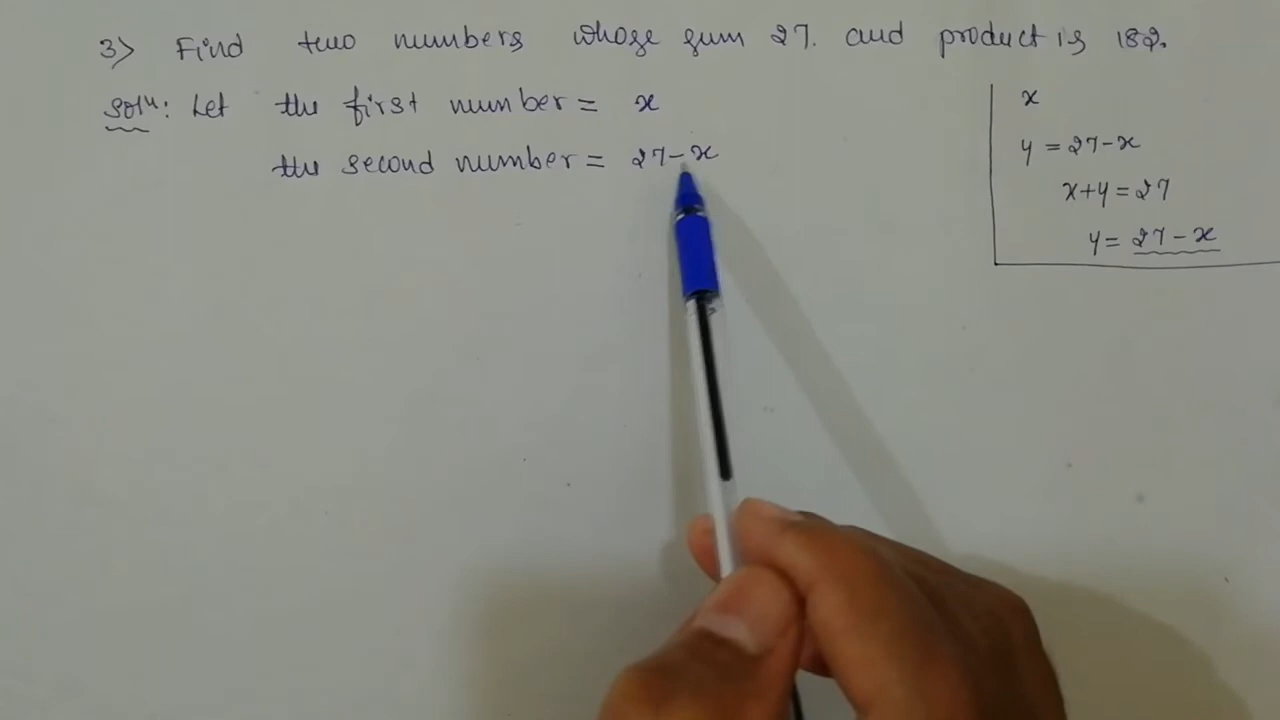 3) Find two numbers whose sum 27. and product is 182.
Solⁿ: Let the first number = x
the second number = 27-x
x
y = 27-x
x+y = 27
y = 27-x